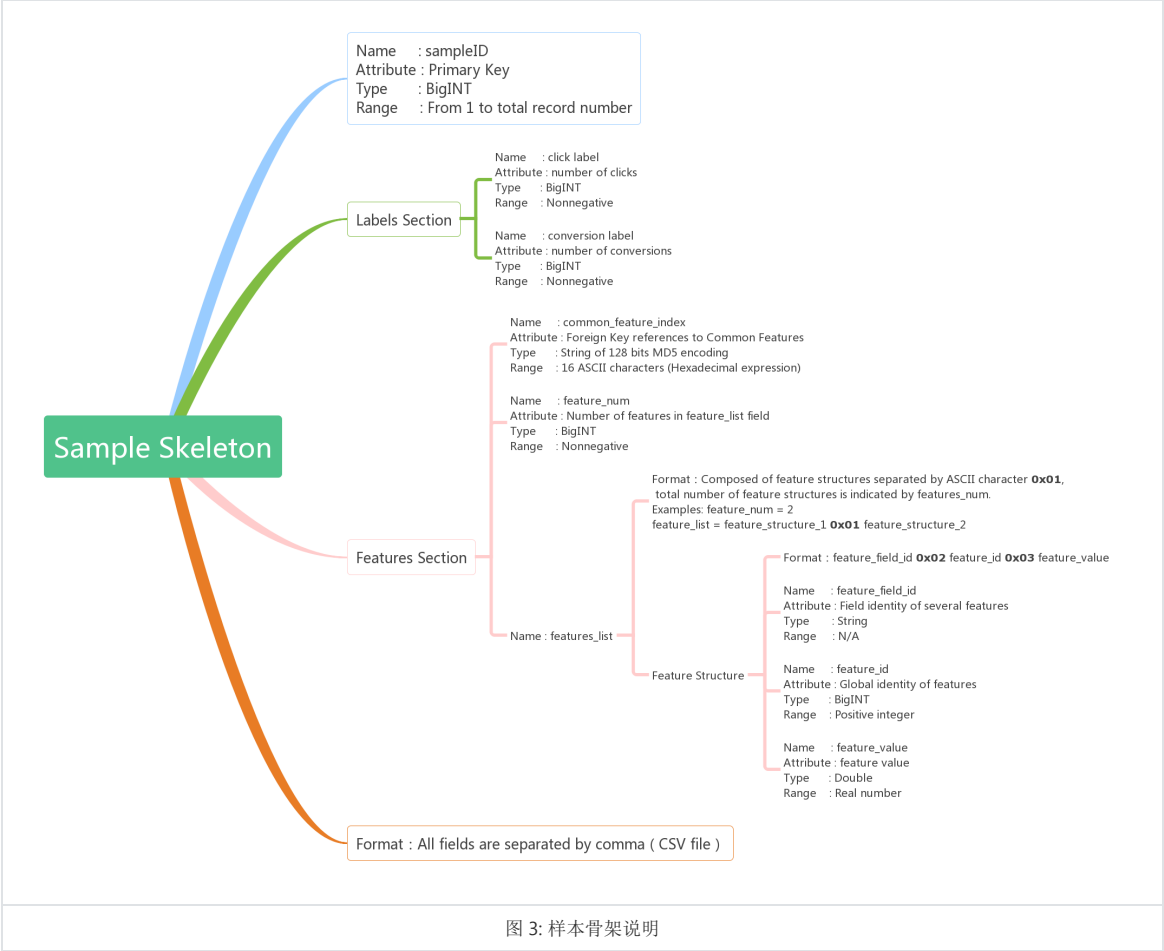 Name : sampleID
Attribute : Primary Key
Type : BigINT
Range : From 1 to total record number
Name : click label
Attribute : number of clicks
Type : BigINT
Range : Nonnegative
Labels Section
Name : conversion label
Attribute : number of conversions
Type : BigINT
Range : Nonnegative
Name : common_feature_index
Attribute : Foreign Key references to Common Features
Type : String of 128 bits MD5 encoding
Range : 16 ASCII characters (Hexadecimal expression)
Name : feature_num
Attribute : Number of features in feature_list field
Type : BigINT
Range : Nonnegative
Sample Skeleton
Format : Composed of feature structures separated by ASCII character 0x01,
total number of feature structures is indicated by features_num.
Examples: feature_num = 2
feature_list = feature_structure_1 0x01 feature_structure_2
Features Section
Format : feature_field_id 0x02 feature_id 0x03 feature_value
Name : feature_field_id
Attribute : Field identity of several features
Type : String
Range : N/A
Name : features_list
Feature Structure
Name : feature_id
Attribute : Global identity of features
Type : BigINT
Range : Positive integer
Name : feature_value
Attribute : feature value
Type : Double
Range : Real number
Format : All fields are separated by comma ( CSV file )
图 3: 样本骨架说明